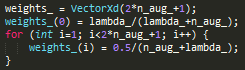 weights_ = VectorXd(2*n_aug_+1);
weights_(0) = lambda_/(lambda_+n_aug_);
for (int i=1; i<2*n_aug_+1; i++) {
    weights_(i) = 0.5/(n_aug_+lambda_);
}